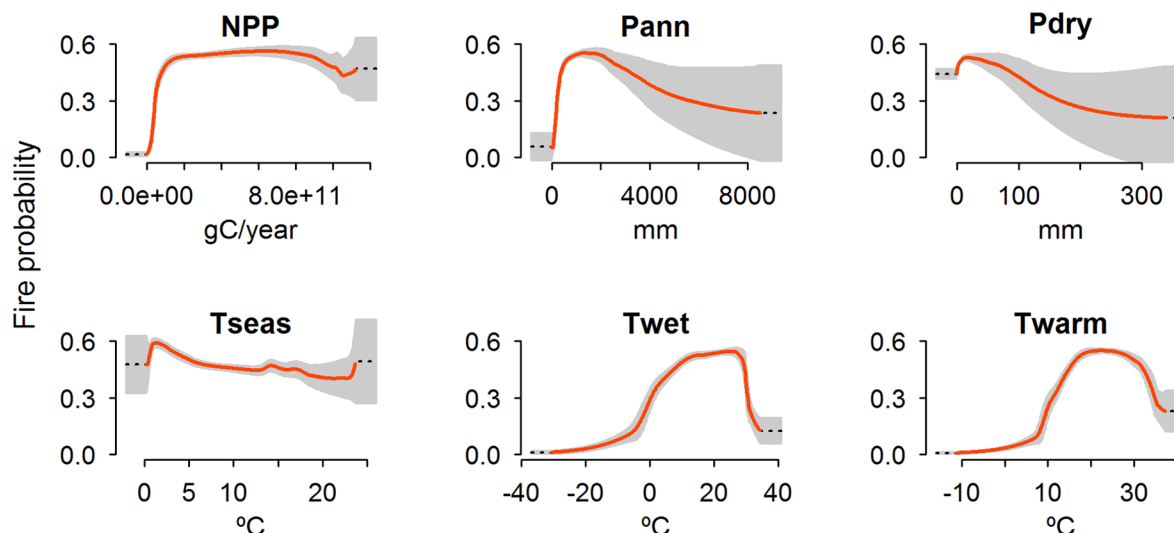 NPP
0.6
0.3
0.0
0.0e+00 8.0e+11
gC/year
Pann
0.6
0.3
0.0
0 4000 8000
mm
Pdry
0.6
0.3
0.0
0 100 300
mm
Fire probability
Tseas
0.6
0.3
0.0
0 5 10 20
ºC
Twet
0.6
0.3
0.0
-40 -20 0 20 40
ºC
Twarm
0.6
0.3
0.0
-10 10 30
ºC